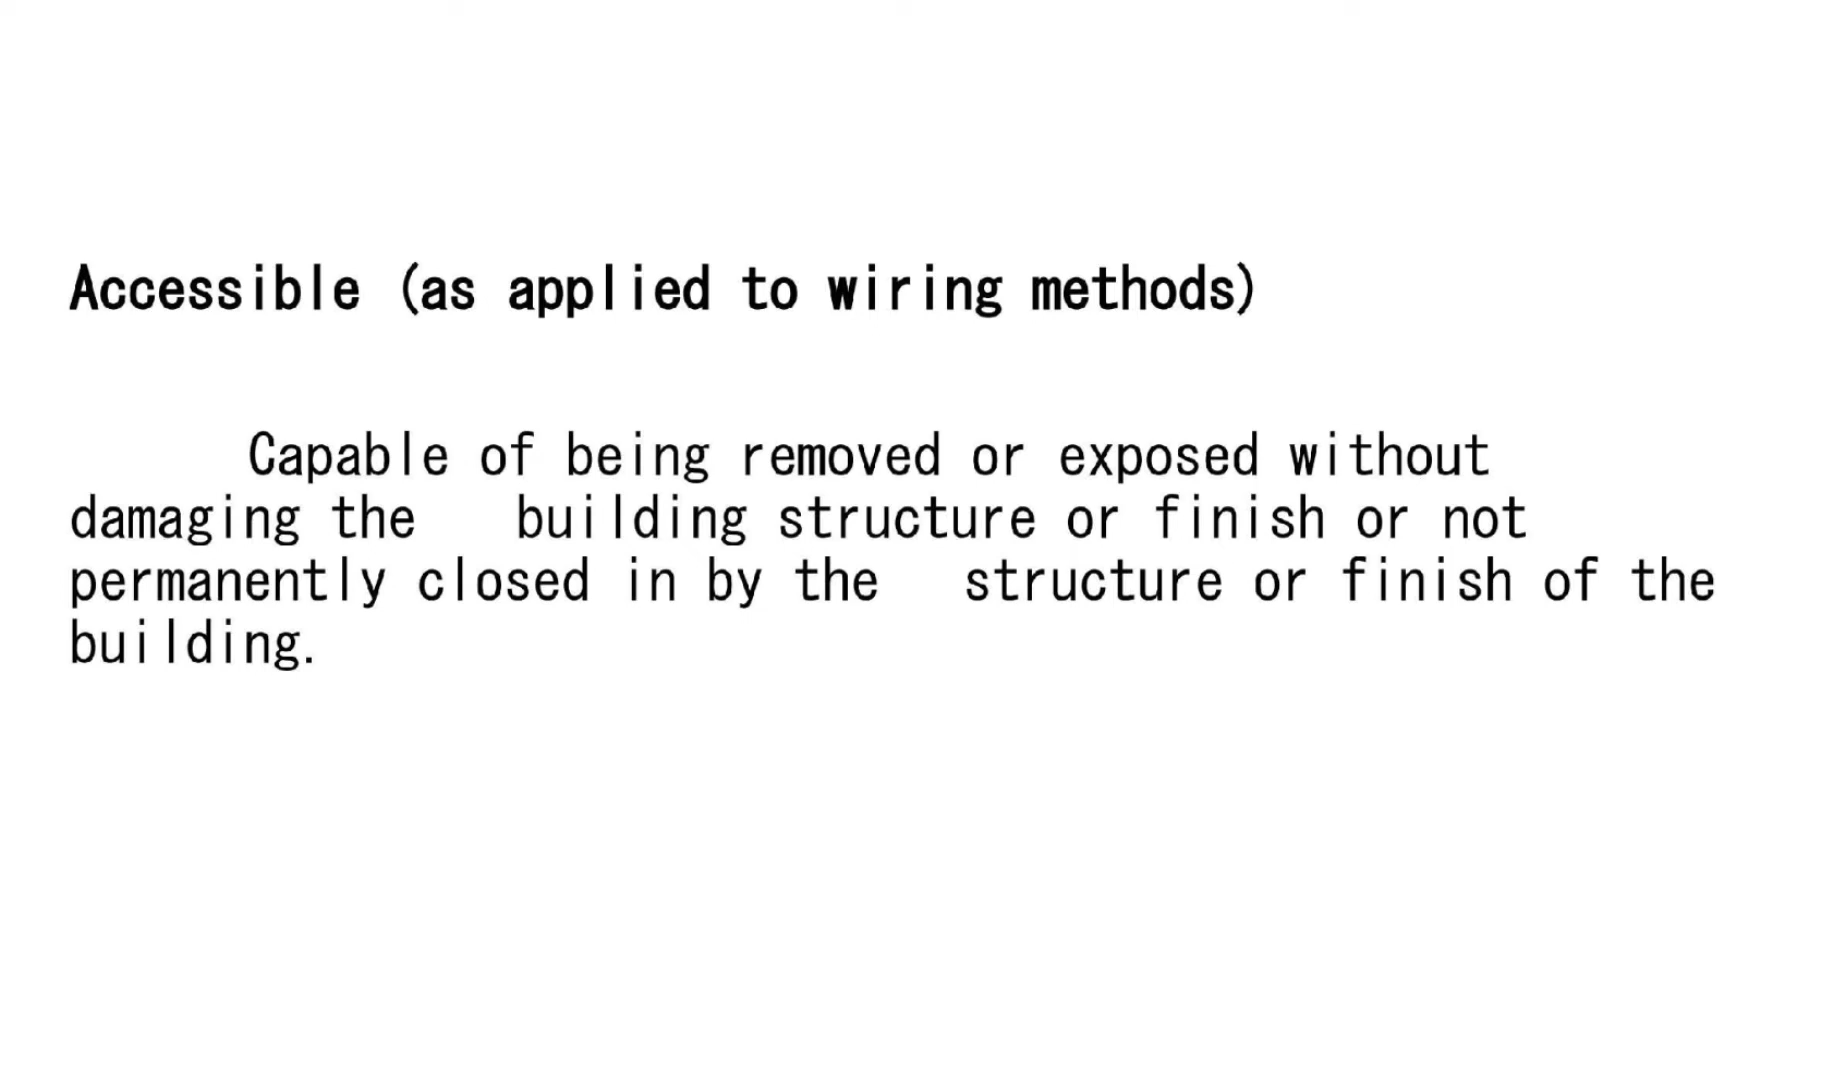 Accessible (as applied to wiring methods)
Capable of being removed or exposed without
damaging the building structure or finish or not
permanently closed in by the structure or finish of the
building.